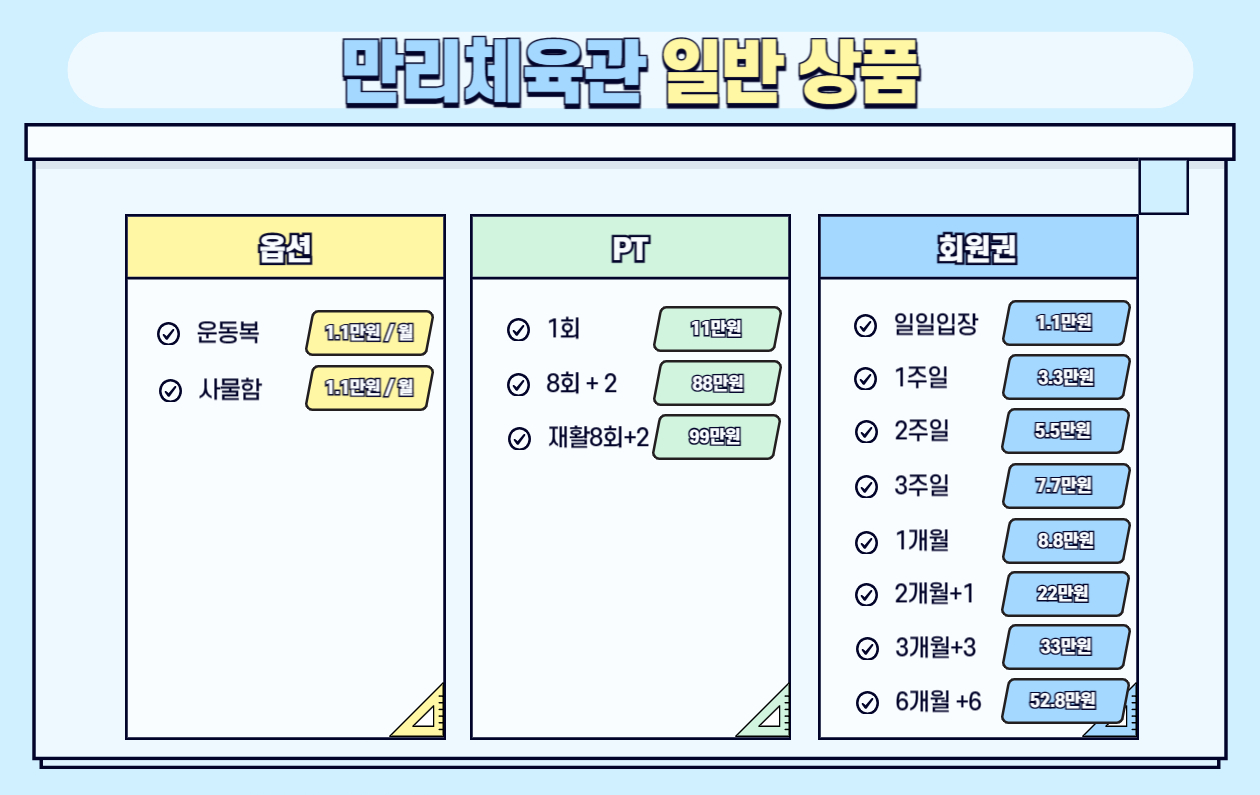 만리체육관 일반 상품
옵션
운동복 1.1만원 / 월
사물함 1.1만원 / 월
PT
1회 11만원
8회 + 2 88만원
재활8회+2 99만원
회원권
일일입장 1.1만원
1주일 3.3만원
2주일 5.5만원
3주일 7.7만원
1개월 8.8만원
2개월+1 22만원
3개월+3 33만원
6개월 +6 52.8만원